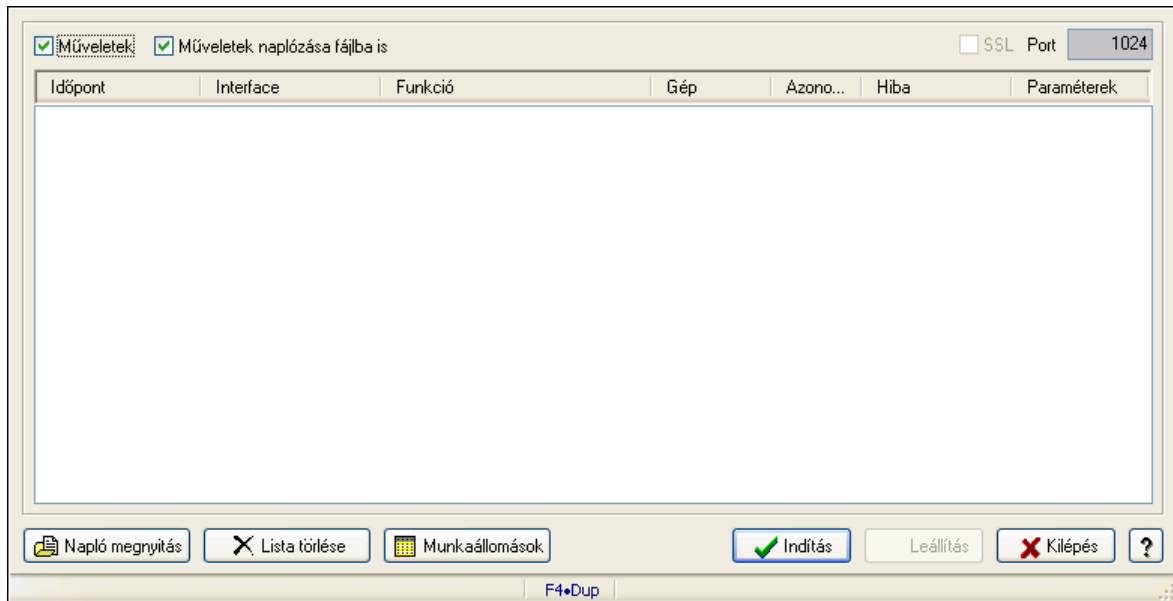 Műveletek Műveletek naplózása fájlba is SSL Port 1024
Időpont Interface Funkció Gép Azono... Hiba Paraméterek
Napló megnyitás Lista törlése Munkaállomások Indítás Leállítás Kilépés ?
F4•Dup